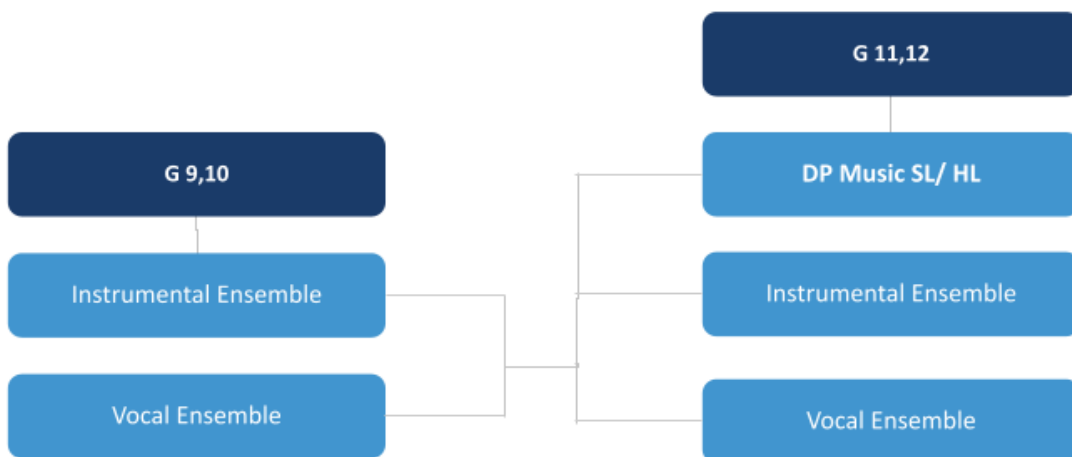 G 9,10
Instrumental Ensemble
Vocal Ensemble
G 11,12
DP Music SL/ HL
Instrumental Ensemble
Vocal Ensemble